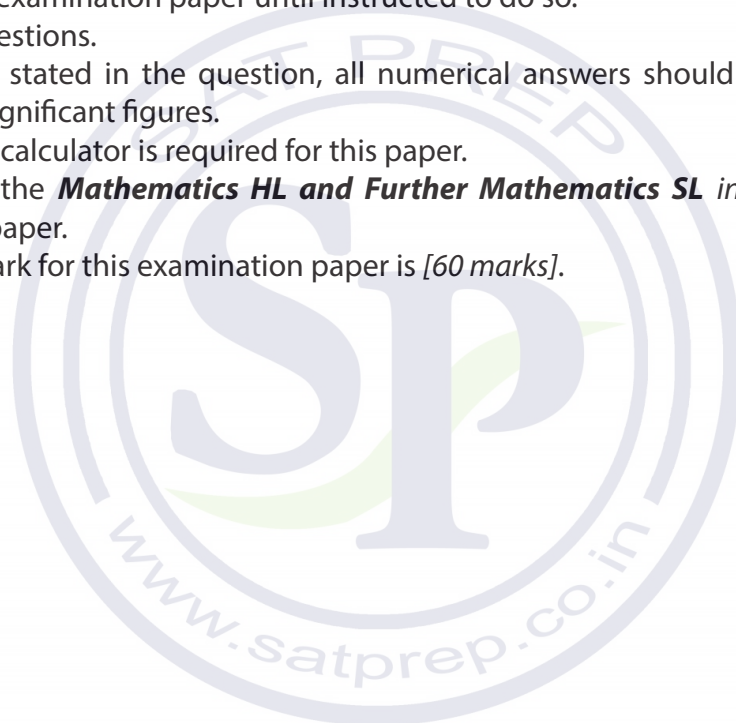 examination paper until instructed to do so.
estions.
stated in the question, all numerical answers should
gnificant figures.
calculator is required for this paper.
the Mathematics HL and Further Mathematics SL in
paper.
ark for this examination paper is [60 marks].
SAT PREP
SP
www.satprep.co.in